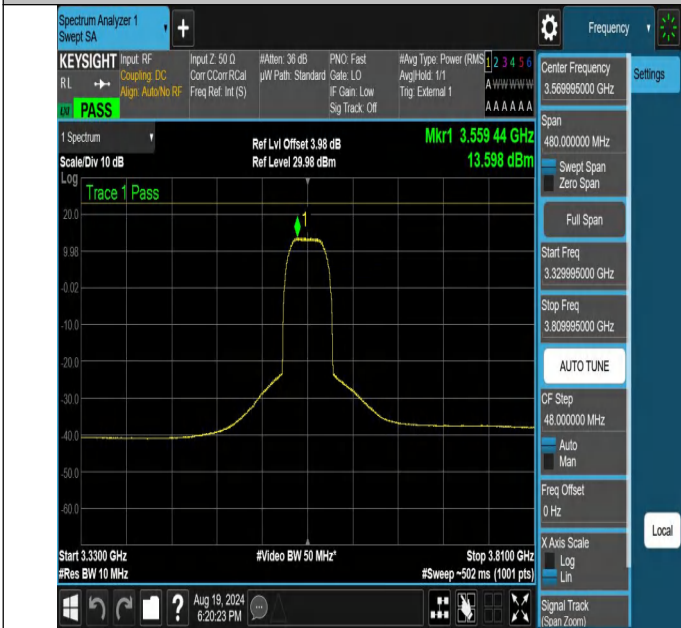 Spectrum Analyzer 1
Swept SA
+
Frequency
KEYSIGHT
RL
PASS
Input: RF
Coupling: DC
Align: Auto/No RF
Input Z: 50 Ω
Corr CCorr RCal
Freq Ref: Int (S)
#Atten: 36 dB
µW Path: Standard
PNO: Fast
Gate: LO
IF Gain: Low
Sig Track: Off
#Avg Type: Power (RMS
Avg|Hold: 1/1
Trig: External 1
1 2 3 4 5 6
A W W W W W
A A A A A A
Center Frequency
3.569995000 GHz
Settings
Span
480.000000 MHz
Swept Span
Zero Span
Full Span
Start Freq
3.329995000 GHz
Stop Freq
3.809995000 GHz
AUTO TUNE
CF Step
48.000000 MHz
Auto
Man
Freq Offset
0 Hz
X Axis Scale
Log
Lin
Signal Track
(Span Zoom)
Local
1 Spectrum
Scale/Div 10 dB
Log
Ref Lvl Offset 3.98 dB
Ref Level 29.98 dBm
Mkr1 3.559 44 GHz
13.598 dBm
Trace 1 Pass
1
20.0
9.98
-0.02
-10.0
-20.0
-30.0
-40.0
-50.0
-60.0
Start 3.3300 GHz
#Res BW 10 MHz
#Video BW 50 MHz*
Stop 3.8100 GHz
#Sweep ~502 ms (1001 pts)
?
Aug 19, 2024
6:20:23 PM